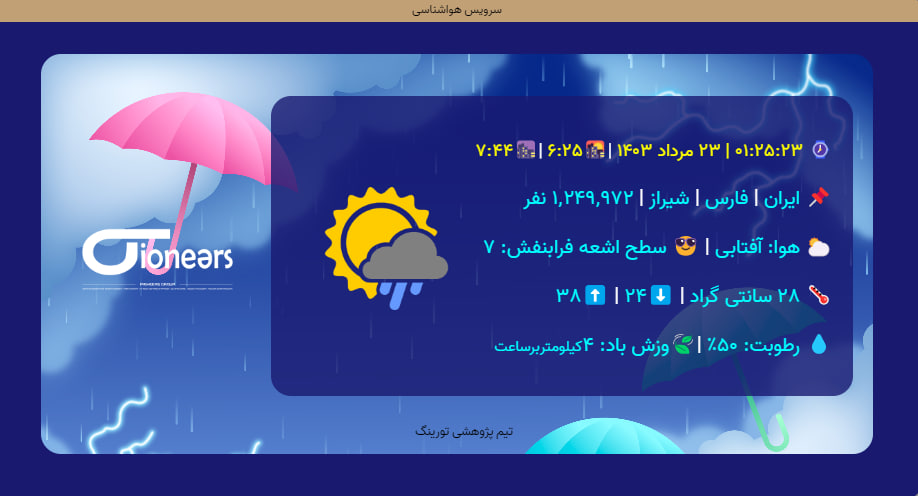 سرویس هواشناسی
۰۱:۲۵:۲۳ | ۲۳ مرداد ۱۴۰۳ | ۶:۲۵ | ۷:۴۴
ایران | فارس | شیراز | ۱,۲۴۹,۹۷۲ نفر
هوا: آفتابی | سطح اشعه فرابنفش: ۷
۲۸ سانتی گراد | ۲۴ | ۳۸
رطوبت: ۵۰٪ | وزش باد: ۴کیلومتربرساعت
Gionears
تیم پژوهشی تورینگ